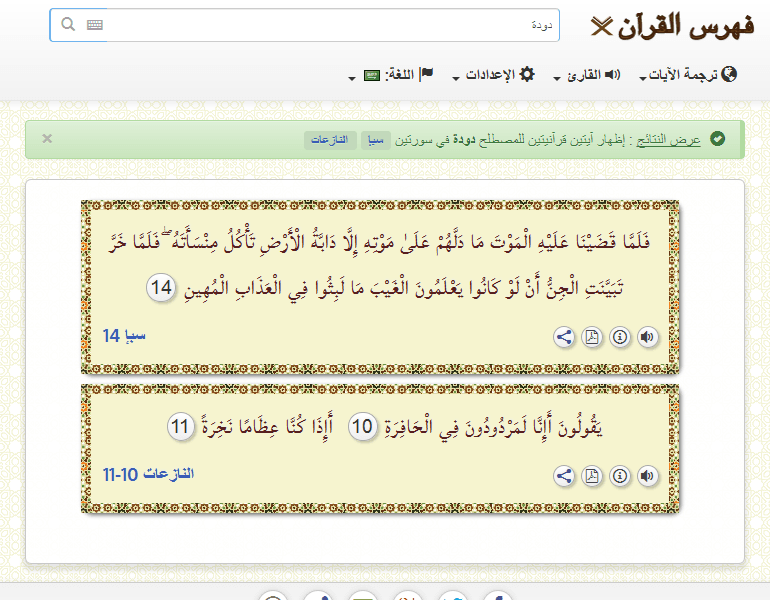 فهرس القرآن
دودة
ترجمة الآيات القارئ الإعدادات اللغة:
عرض النتائج : إظهار آيتين قرآنيتين للمصطلح دودة في سورتين سبإ النازعات ×
فَلَمَّا قَضَيْنَا عَلَيْهِ الْمَوْتَ مَا دَلَّهُمْ عَلَىٰ مَوْتِهِ إِلَّا دَابَّةُ الْأَرْضِ تَأْكُلُ مِنْسَأَتَهُ ۖ فَلَمَّا خَرَّ
تَبَيَّنَتِ الْجِنُّ أَنْ لَوْ كَانُوا يَعْلَمُونَ الْغَيْبَ مَا لَبِثُوا فِي الْعَذَابِ الْمُهِينِ 14
سبإ 14
يَقُولُونَ أَإِنَّا لَمَرْدُودُونَ فِي الْحَافِرَةِ 10 أَإِذَا كُنَّا عِظَامًا نَخِرَةً 11
النازعات 10-11